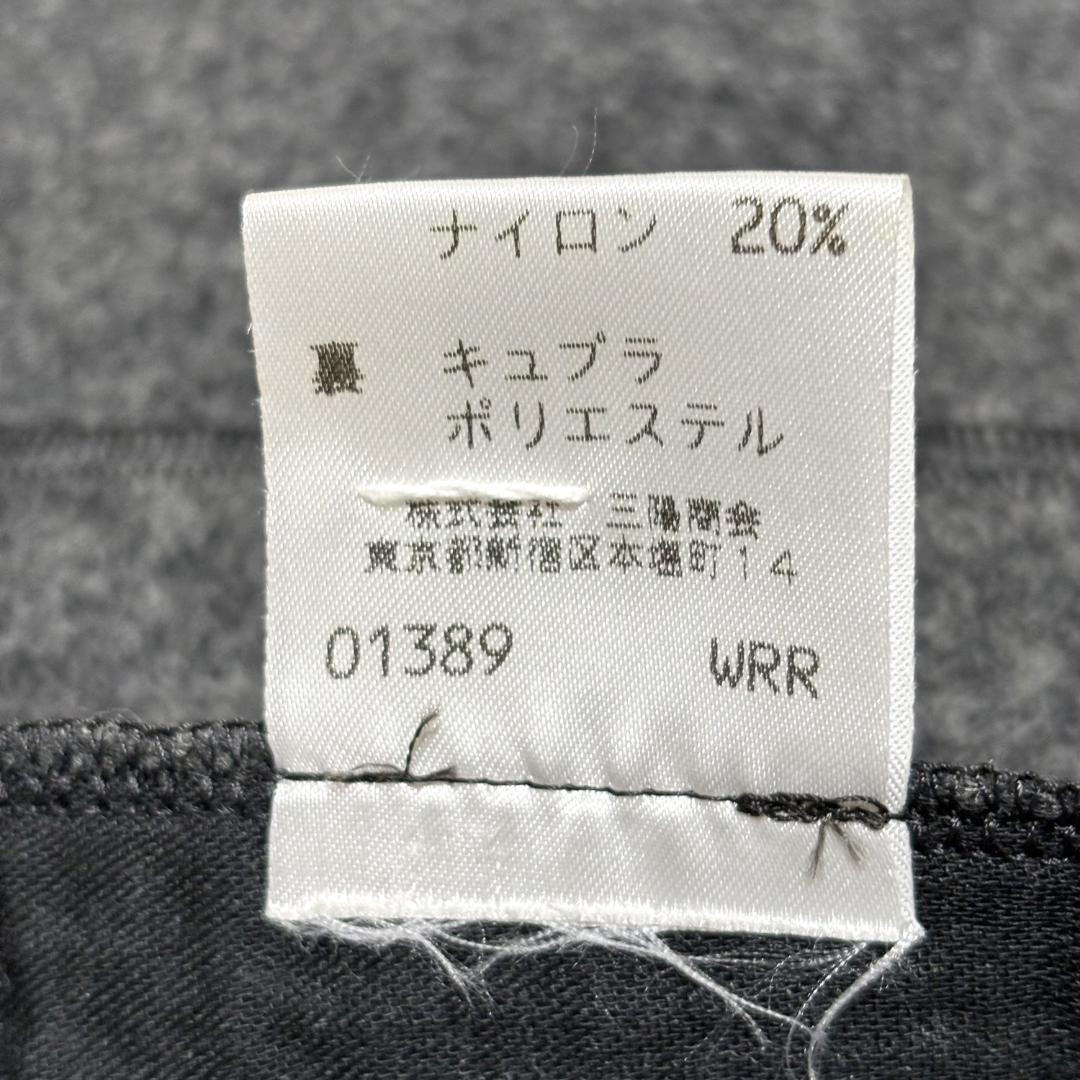 ナイロン 20%
裏 キュプラ
ポリエステル
株式会社 三陽商会
東京都新宿区本塩町14
01389 WRR